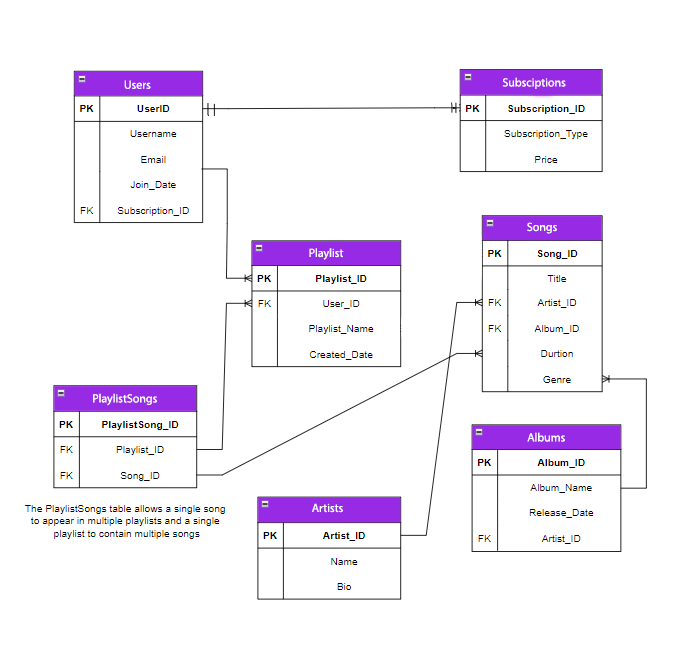 Users
PK UserID
Username
Email
Join_Date
FK Subscription_ID
Subsciptions
PK Subscription_ID
Subscription_Type
Price
Playlist
PK Playlist_ID
FK User_ID
Playlist_Name
Created_Date
Songs
PK Song_ID
Title
FK Artist_ID
FK Album_ID
Durtion
Genre
PlaylistSongs
PK PlaylistSong_ID
FK Playlist_ID
FK Song_ID
The PlaylistSongs table allows a single song
to appear in multiple playlists and a single
playlist to contain multiple songs
Artists
PK Artist_ID
Name
Bio
Albums
PK Album_ID
Album_Name
Release_Date
FK Artist_ID